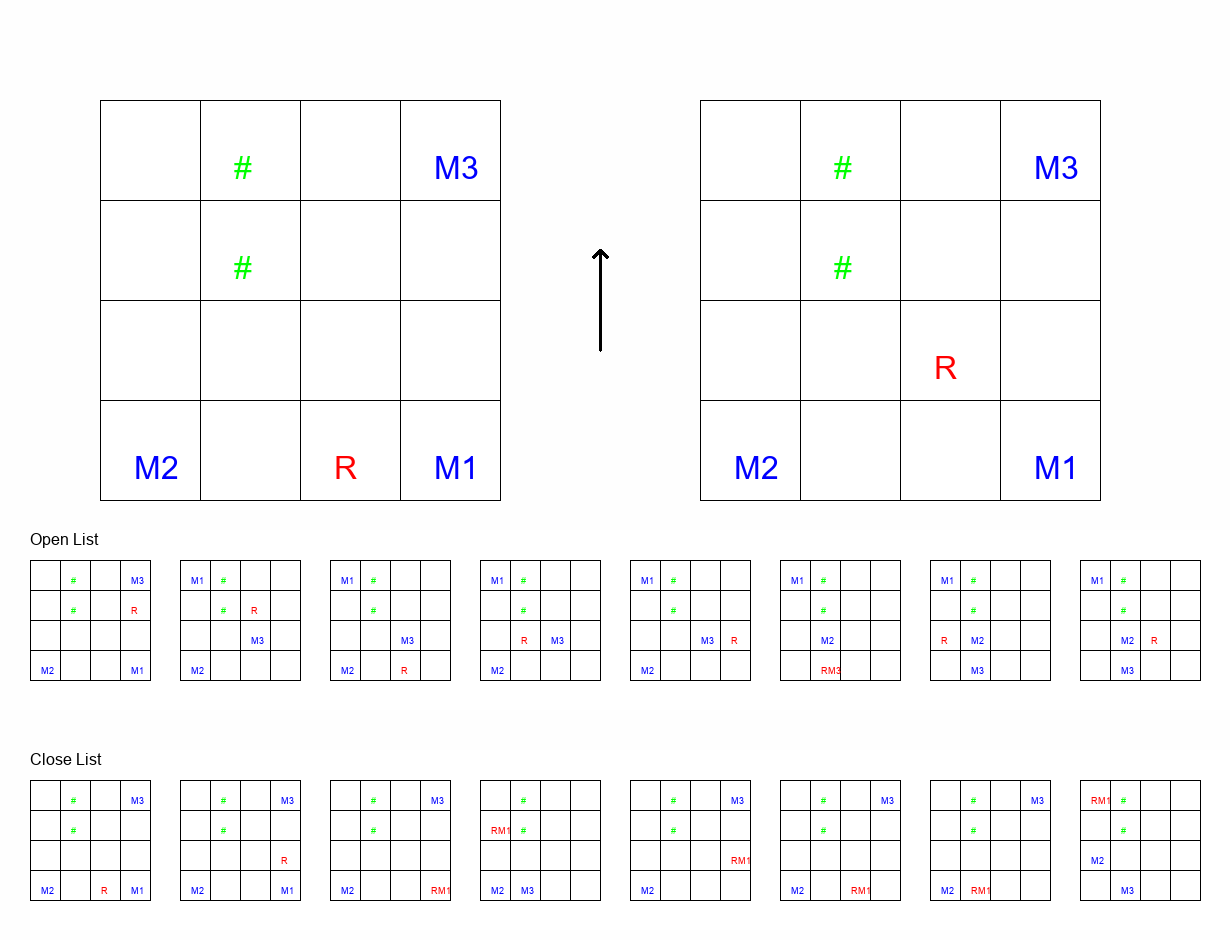 # M3 # M3
# #
R
M2 R M1 M2 M1
Open List
# M3 M1 # M1 # M1 # M1 # M1 # M1 # M1 #
# R # R # # # # # #
M3 M3 R M3 M3 R M2 R M2 M2 R
M2 M1 M2 M2 R M2 M2 RM3 M3 M3
Close List
# M3 # M3 # M3 # # M3 # M3 # M3 RM1 #
# # # RM1 # # # # #
R RM1 M2
M2 R M1 M2 M1 M2 RM1 M2 M3 M2 M2 RM1 M2 RM1 M3